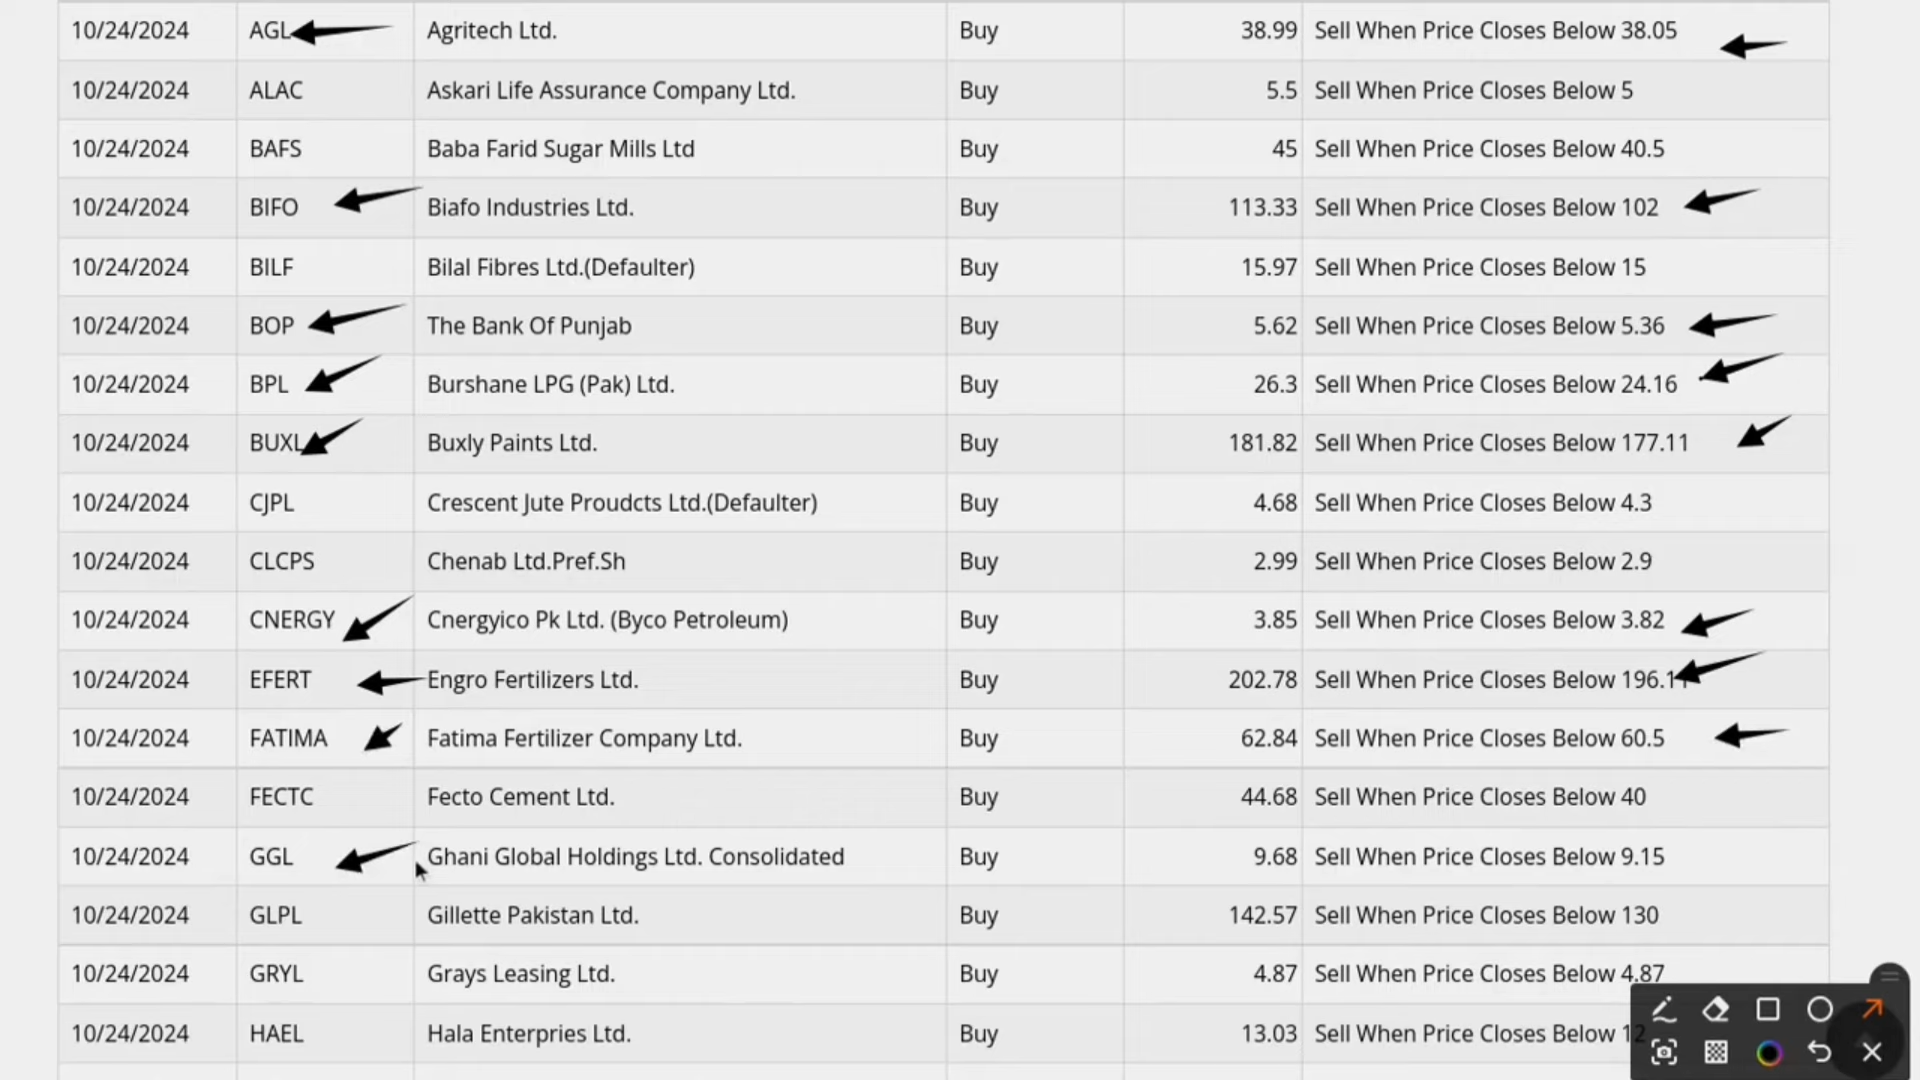 10/24/2024 AGL Agritech Ltd. Buy 38.99 Sell When Price Closes Below 38.05
10/24/2024 ALAC Askari Life Assurance Company Ltd. Buy 5.5 Sell When Price Closes Below 5
10/24/2024 BAFS Baba Farid Sugar Mills Ltd Buy 45 Sell When Price Closes Below 40.5
10/24/2024 BIFO Biafo Industries Ltd. Buy 113.33 Sell When Price Closes Below 102
10/24/2024 BILF Bilal Fibres Ltd.(Defaulter) Buy 15.97 Sell When Price Closes Below 15
10/24/2024 BOP The Bank Of Punjab Buy 5.62 Sell When Price Closes Below 5.36
10/24/2024 BPL Burshane LPG (Pak) Ltd. Buy 26.3 Sell When Price Closes Below 24.16
10/24/2024 BUXL Buxly Paints Ltd. Buy 181.82 Sell When Price Closes Below 177.11
10/24/2024 CJPL Crescent Jute Proudcts Ltd.(Defaulter) Buy 4.68 Sell When Price Closes Below 4.3
10/24/2024 CLCPS Chenab Ltd.Pref.Sh Buy 2.99 Sell When Price Closes Below 2.9
10/24/2024 CNERGY Cnergyico Pk Ltd. (Byco Petroleum) Buy 3.85 Sell When Price Closes Below 3.82
10/24/2024 EFERT Engro Fertilizers Ltd. Buy 202.78 Sell When Price Closes Below
10/24/2024 FATIMA Fatima Fertilizer Company Ltd. Buy 62.84 Sell When Price Closes Below 60.5
10/24/2024 FECTC Fecto Cement Ltd. Buy 44.68 Sell When Price Closes Below 40
10/24/2024 GGL Ghani Global Holdings Ltd. Consolidated Buy 9.68 Sell When Price Closes Below 9.15
10/24/2024 GLPL Gillette Pakistan Ltd. Buy 142.57 Sell When Price Closes Below 130
10/24/2024 GRYL Grays Leasing Ltd. Buy 4.87 Sell When Price Closes Below 4.87
10/24/2024 HAEL Hala Enterpries Ltd. Buy 13.03 Sell When Price Closes Below